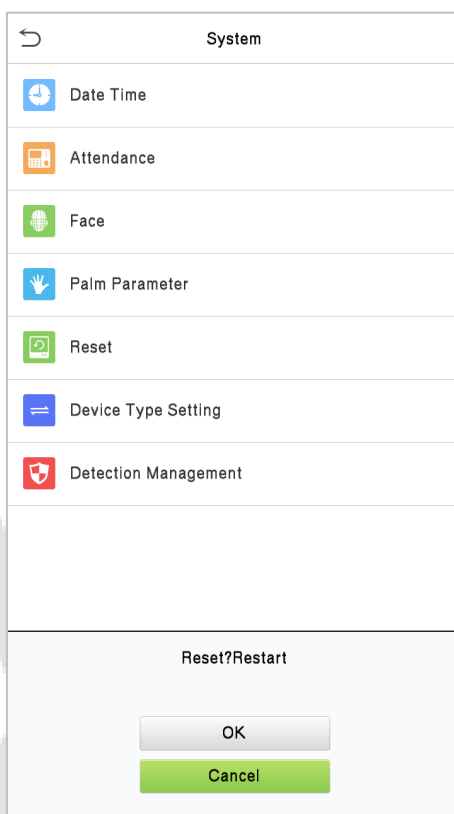 System
Date Time
Attendance
Face
Palm Parameter
Reset
Device Type Setting
Detection Management
Reset?Restart
OK
Cancel